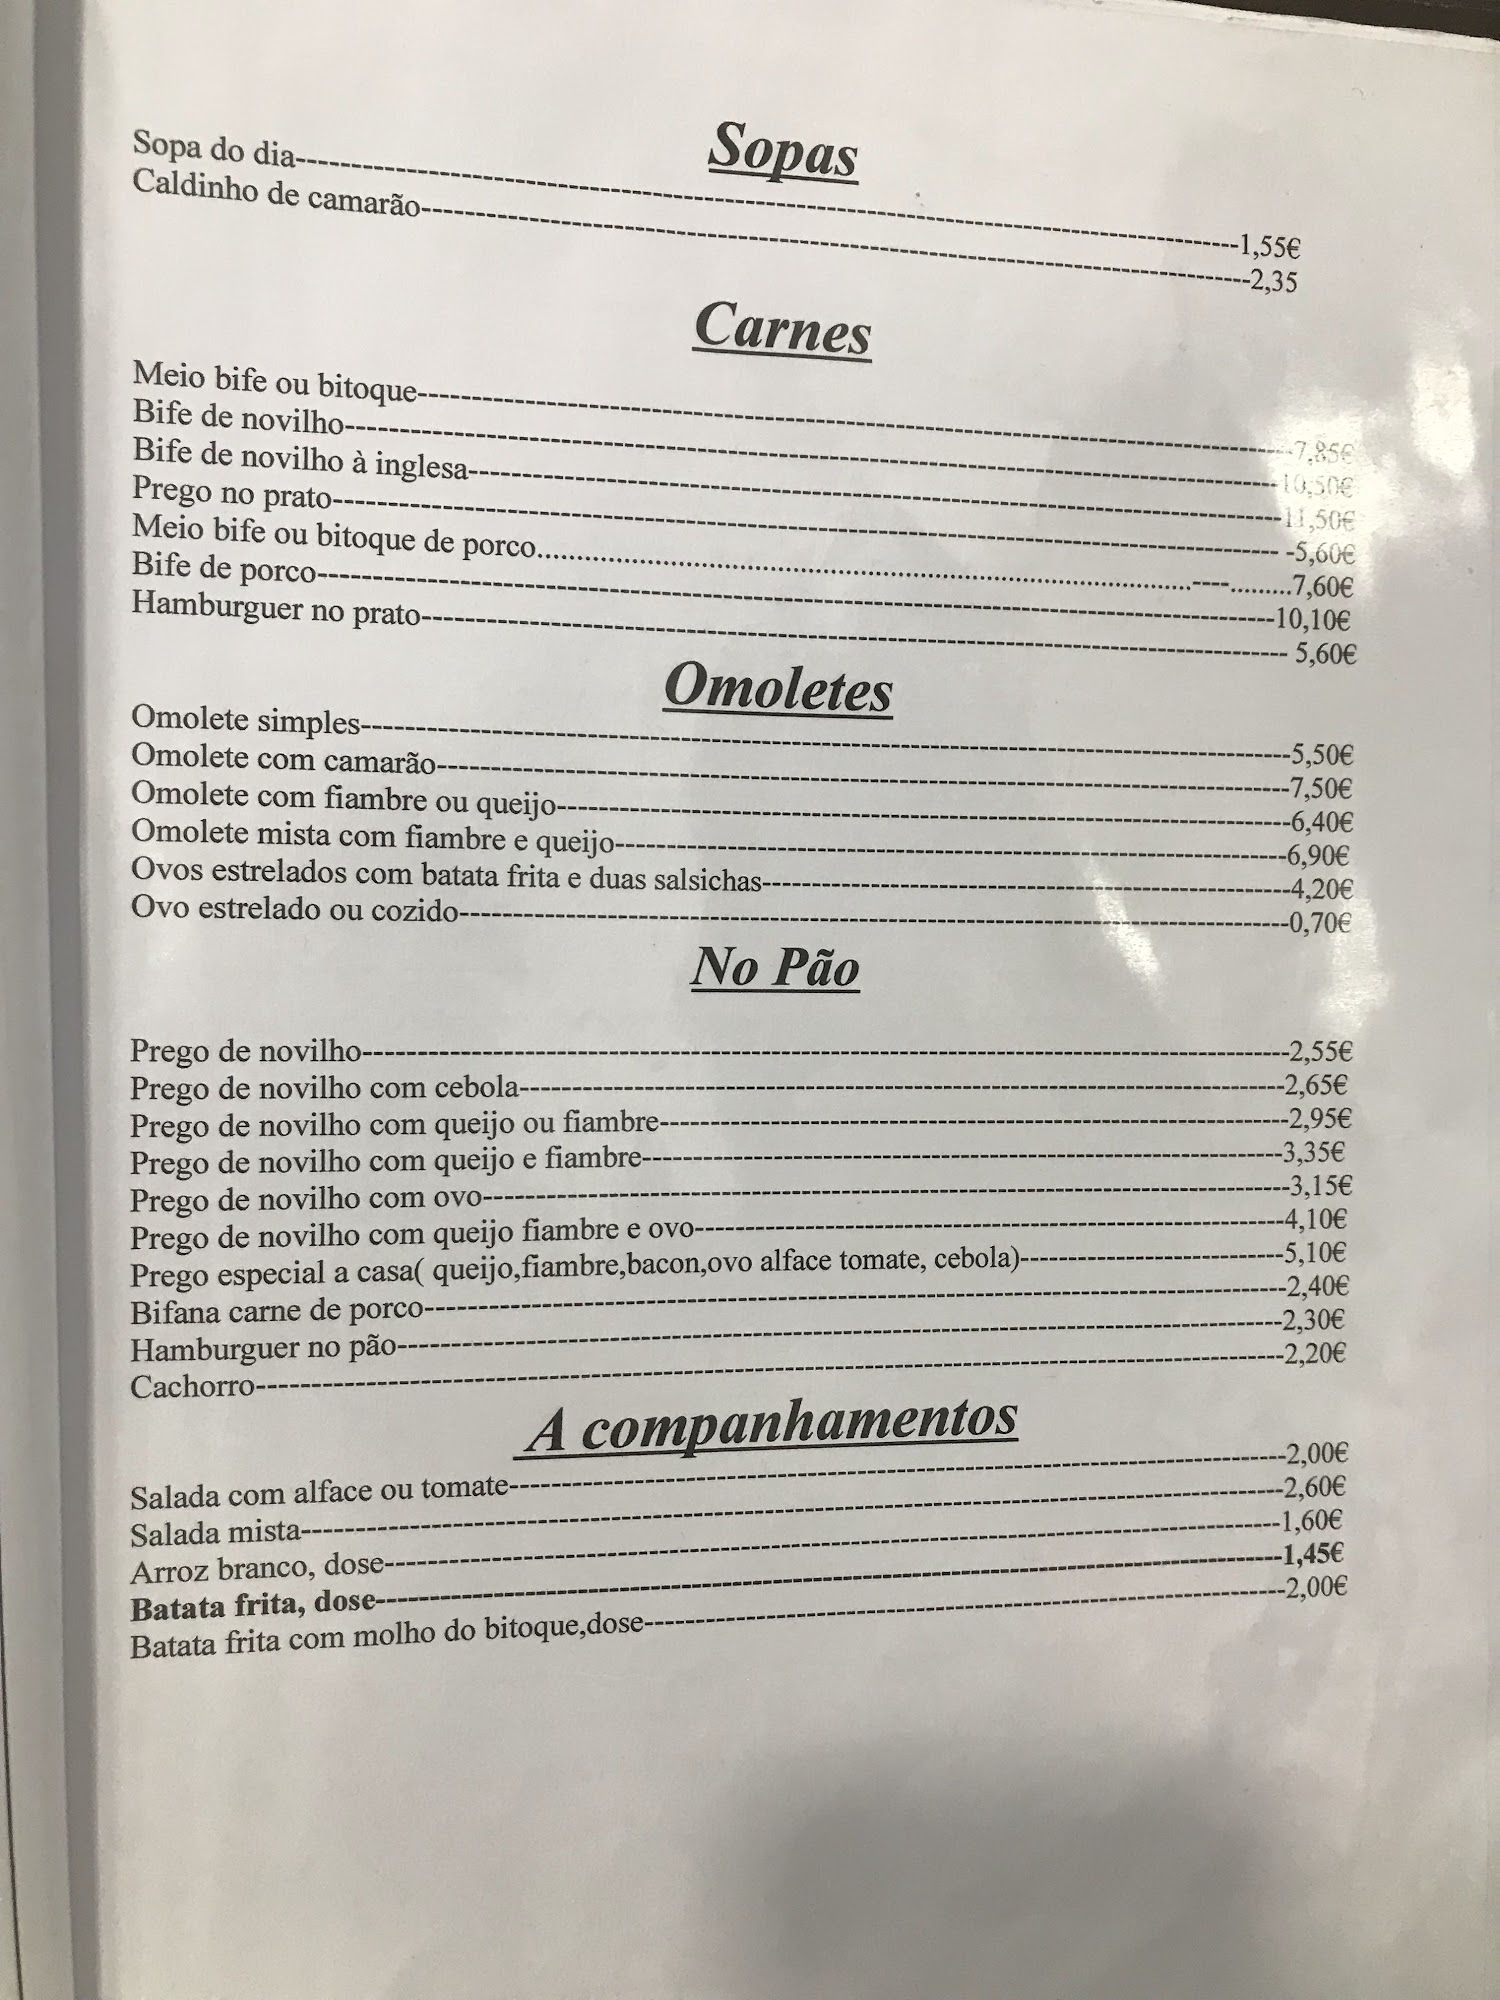 Sopas
Sopa do dia-----1,55€
Caldinho de camarão-----2,35
Carnes
Meio bife ou bitoque-----7,85€
Bife de novilho-----10,50€
Bife de novilho à inglesa-----11,50€
Prego no prato----- -5,60€
Meio bife ou bitoque de porco.....----.........7,60€
Bife de porco-----10,10€
Hamburguer no prato----- 5,60€
Omoletes
Omolete simples-----5,50€
Omolete com camarão-----7,50€
Omolete com fiambre ou queijo-----6,40€
Omolete mista com fiambre e queijo-----6,90€
Ovos estrelados com batata frita e duas salsichas-----4,20€
Ovo estrelado ou cozido-----0,70€
No Pão
Prego de novilho-----2,55€
Prego de novilho com cebola-----2,65€
Prego de novilho com queijo ou fiambre-----2,95€
Prego de novilho com queijo e fiambre-----3,35€
Prego de novilho com ovo-----3,15€
Prego de novilho com queijo fiambre e ovo-----4,10€
Prego especial a casa( queijo,fiambre,bacon,ovo alface tomate, cebola)-----5,10€
Bifana carne de porco-----2,40€
Hamburguer no pão-----2,30€
Cachorro-----2,20€
A companhamentos
Salada com alface ou tomate-----2,00€
Salada mista-----2,60€
Arroz branco, dose-----1,60€
Batata frita, dose-----1,45€
Batata frita com molho do bitoque,dose-----2,00€